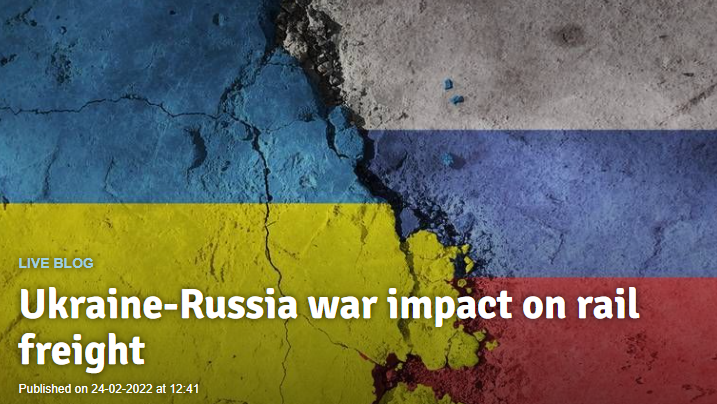 LIVE BLOG
Ukraine-Russia war impact on rail
freight
Published on 24-02-2022 at 12:41